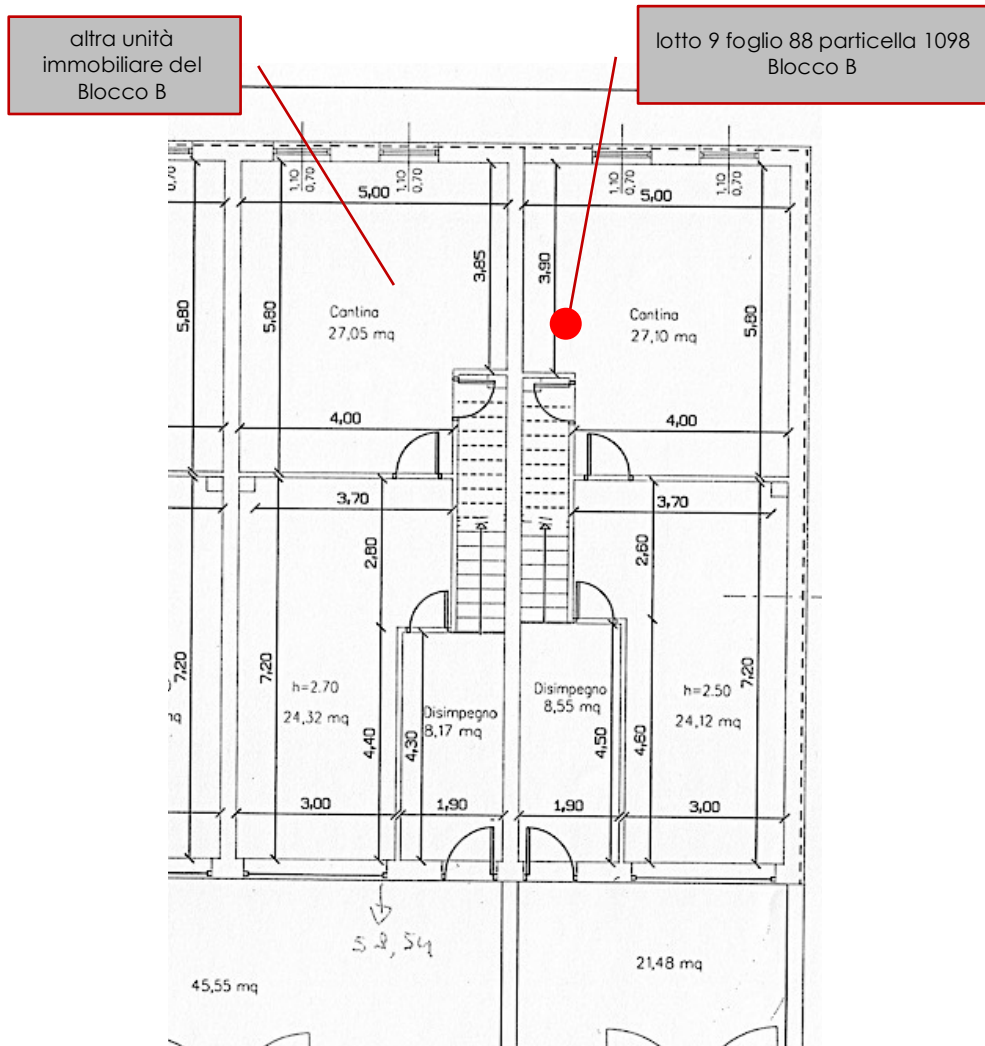 altra unità
immobiliare del
Blocco B
lotto 9 foglio 88 particella 1098
Blocco B
0,70
1,10
0,70
1,10
0,70
1,10
0,70
1,10
0,70
5,00
5,00
3,85
3,90
5,80
5,80
5,80
Cantina
27,05 mq
Cantina
27,10 mq
4,00
4,00
3,70
3,70
2,80
2,60
7,20
7,20
7,20
h=2.70
24,32 mq
Disimpegno
8,17 mq
Disimpegno
8,55 mq
h=2.50
24,12 mq
mq
4,40
4,30
4,50
4,60
3,00
1,90
1,90
3,00
58,54
45,55 mq
21,48 mq